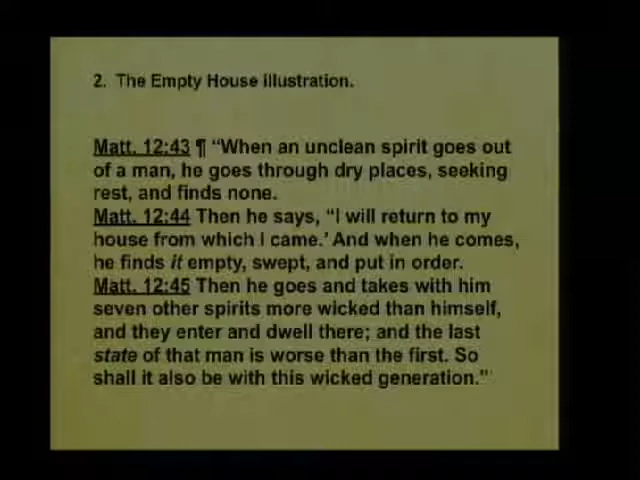 2. The Empty House illustration.
Matt. 12:43 ¶ “When an unclean spirit goes out
of a man, he goes through dry places, seeking
rest, and finds none.
Matt. 12:44 Then he says, “I will return to my
house from which I came.’ And when he comes,
he finds it empty, swept, and put in order.
Matt. 12:45 Then he goes and takes with him
seven other spirits more wicked than himself,
and they enter and dwell there; and the last
state of that man is worse than the first. So
shall it also be with this wicked generation.”